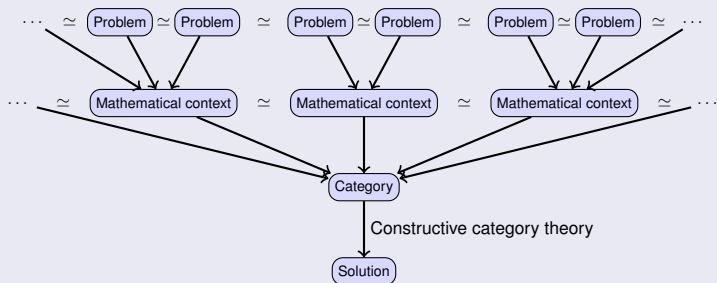 ⋯ ≃ Problem ≃ Problem ≃ Problem ≃ Problem ≃ Problem ≃ Problem ≃ ⋯
⋯ ≃ Mathematical context ≃ Mathematical context ≃ Mathematical context ≃ ⋯
Category
Constructive category theory
Solution